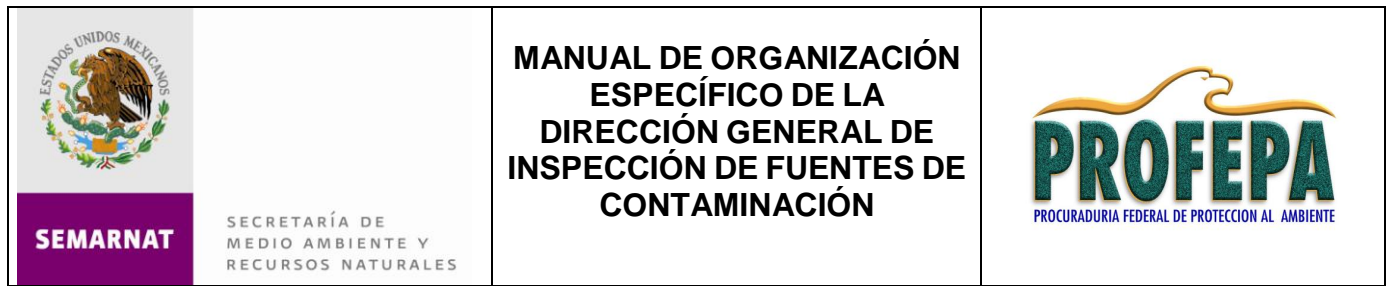 ESTADOS UNIDOS MEXICANOS
SEMARNAT
SECRETARÍA DE
MEDIO AMBIENTE Y
RECURSOS NATURALES
MANUAL DE ORGANIZACIÓN
ESPECÍFICO DE LA
DIRECCIÓN GENERAL DE
INSPECCIÓN DE FUENTES DE
CONTAMINACIÓN
PROFEPA
PROCURADURIA FEDERAL DE PROTECCION AL AMBIENTE